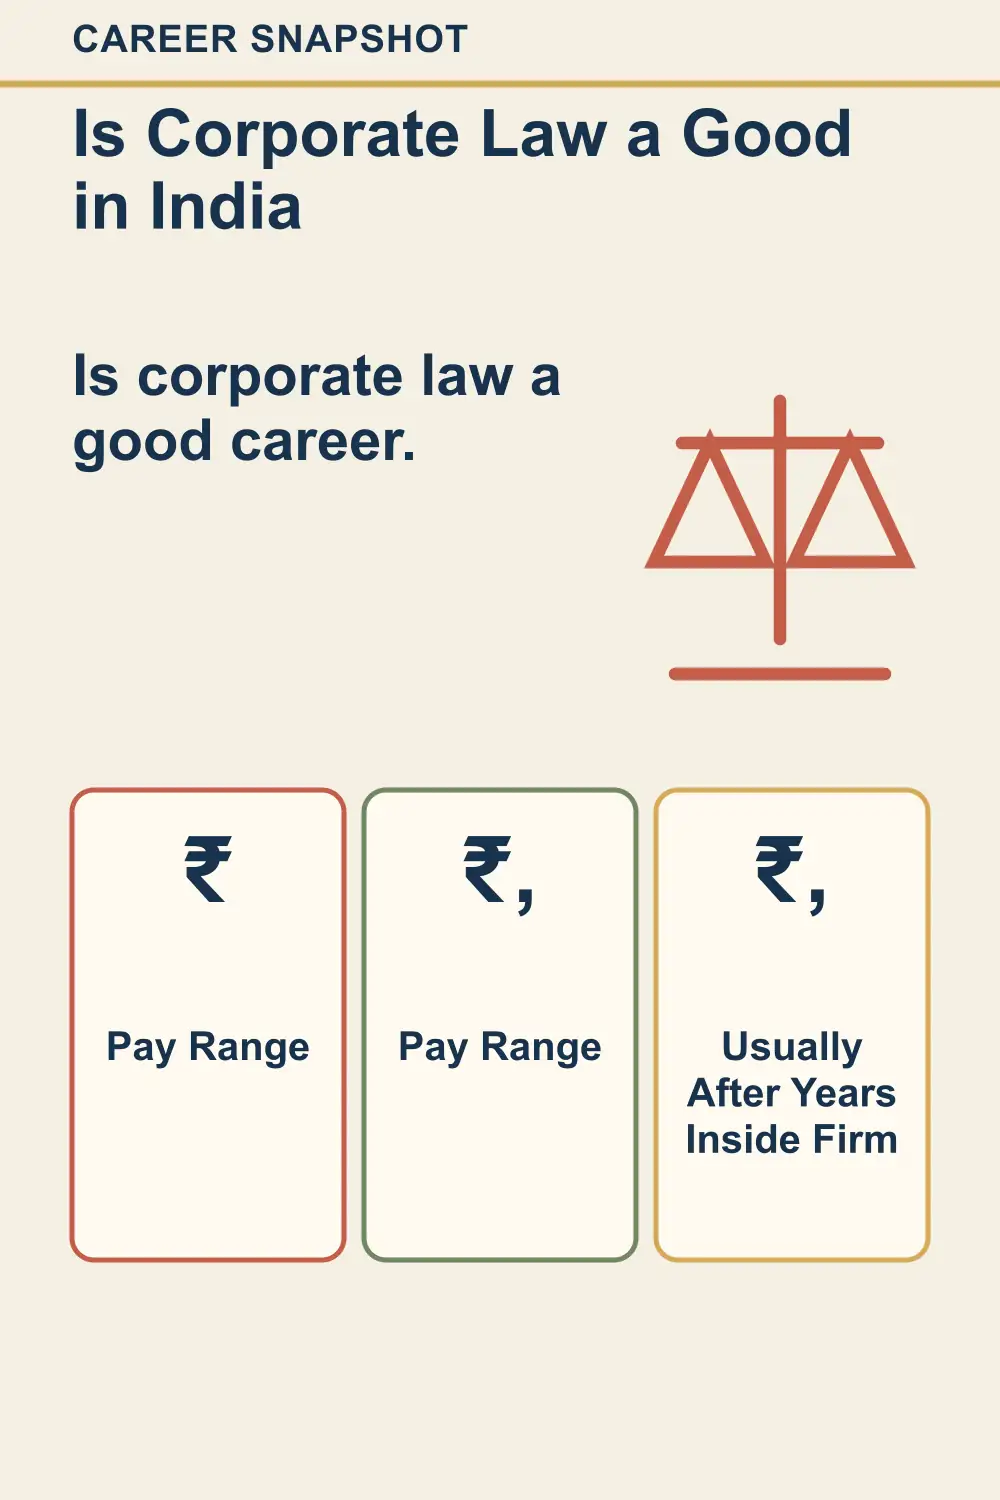 CAREER SNAPSHOT
Is Corporate Law a Good
in India
Is corporate law a
good career.
₹
Pay Range
₹,
Pay Range
₹,
Usually
After Years
Inside Firm